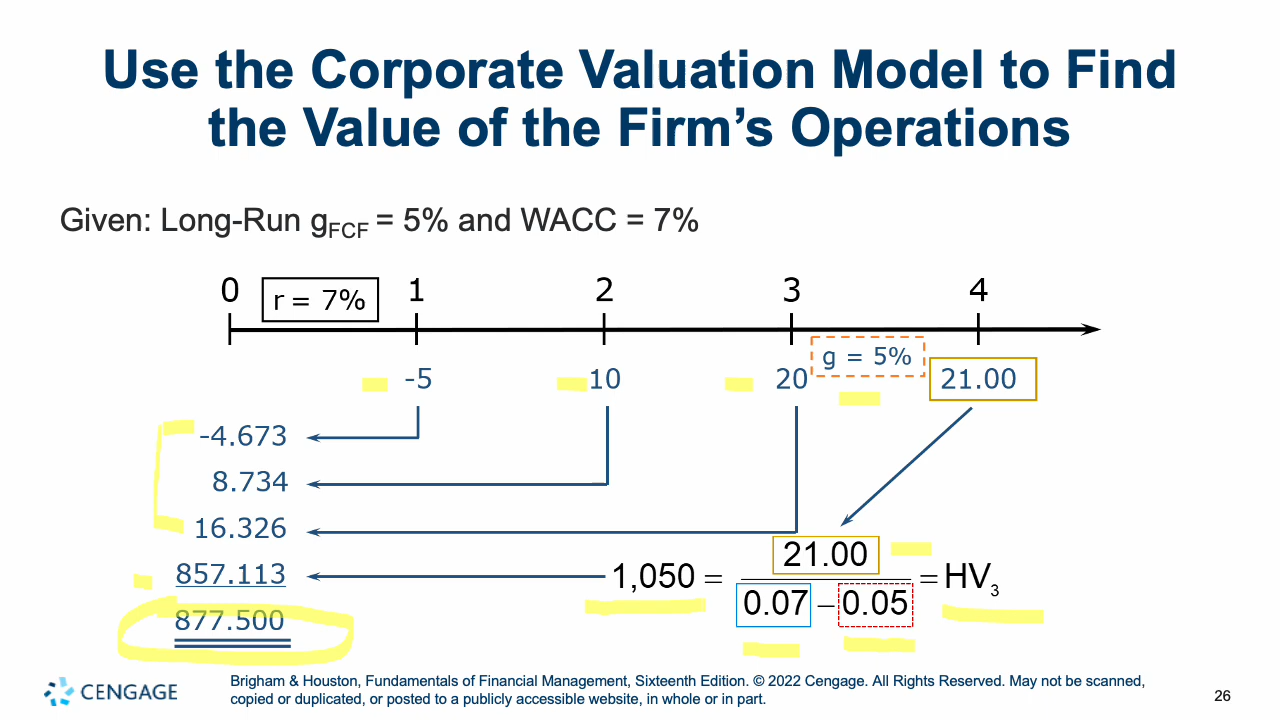 Use the Corporate Valuation Model to Find
the Value of the Firm’s Operations
Given: Long-Run gFCF = 5% and WACC = 7%
0 r = 7% 1 2 3 4
g = 5%
-5 10 20 21.00
-4.673
8.734
16.326
857.113
877.500
21.00
1,050 = = HV3
0.07 – 0.05
CENGAGE
Brigham & Houston, Fundamentals of Financial Management, Sixteenth Edition. © 2022 Cengage. All Rights Reserved. May not be scanned,
copied or duplicated, or posted to a publicly accessible website, in whole or in part.
26